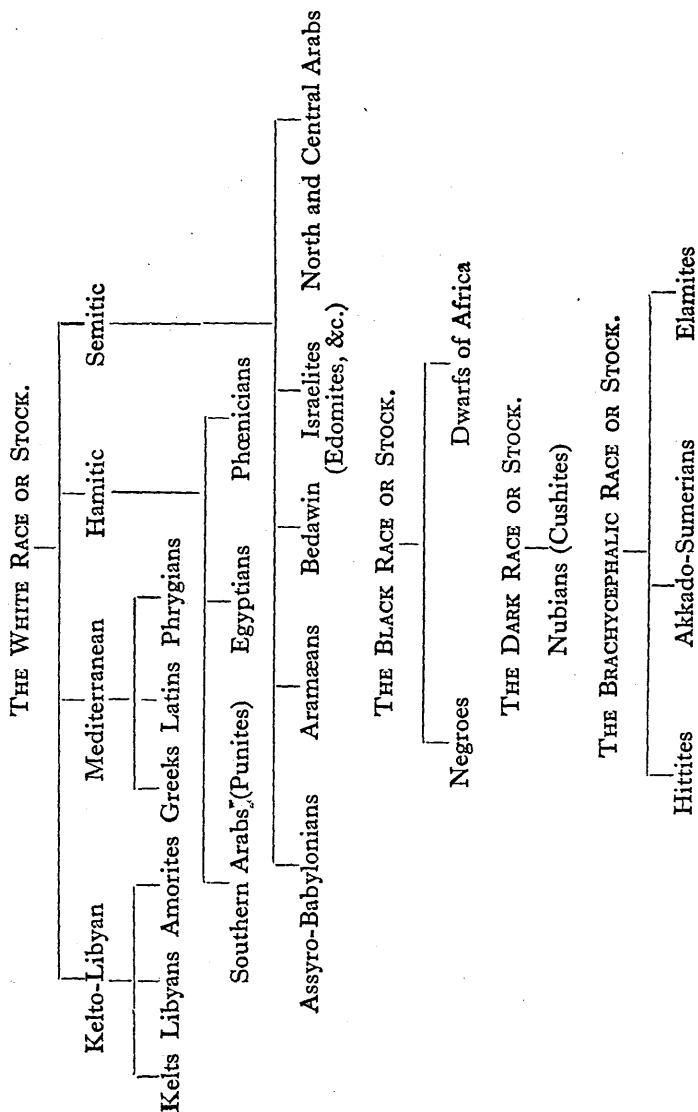 THE WHITE RACE OR STOCK.
Kelto-Libyan Mediterranean Hamitic Semitic
Kelts Libyans Amorites Greeks Latins Phrygians
Southern Arabs (Punites) Egyptians Phœnicians
Assyro-Babylonians Aramæans Bedawin Israelites North and Central Arabs
(Edomites, &c.)
THE BLACK RACE OR STOCK.
Negroes Dwarfs of Africa
THE DARK RACE OR STOCK.
Nubians (Cushites)
THE BRACHYCEPHALIC RACE OR STOCK.
Hittites Akkado-Sumerians Elamites